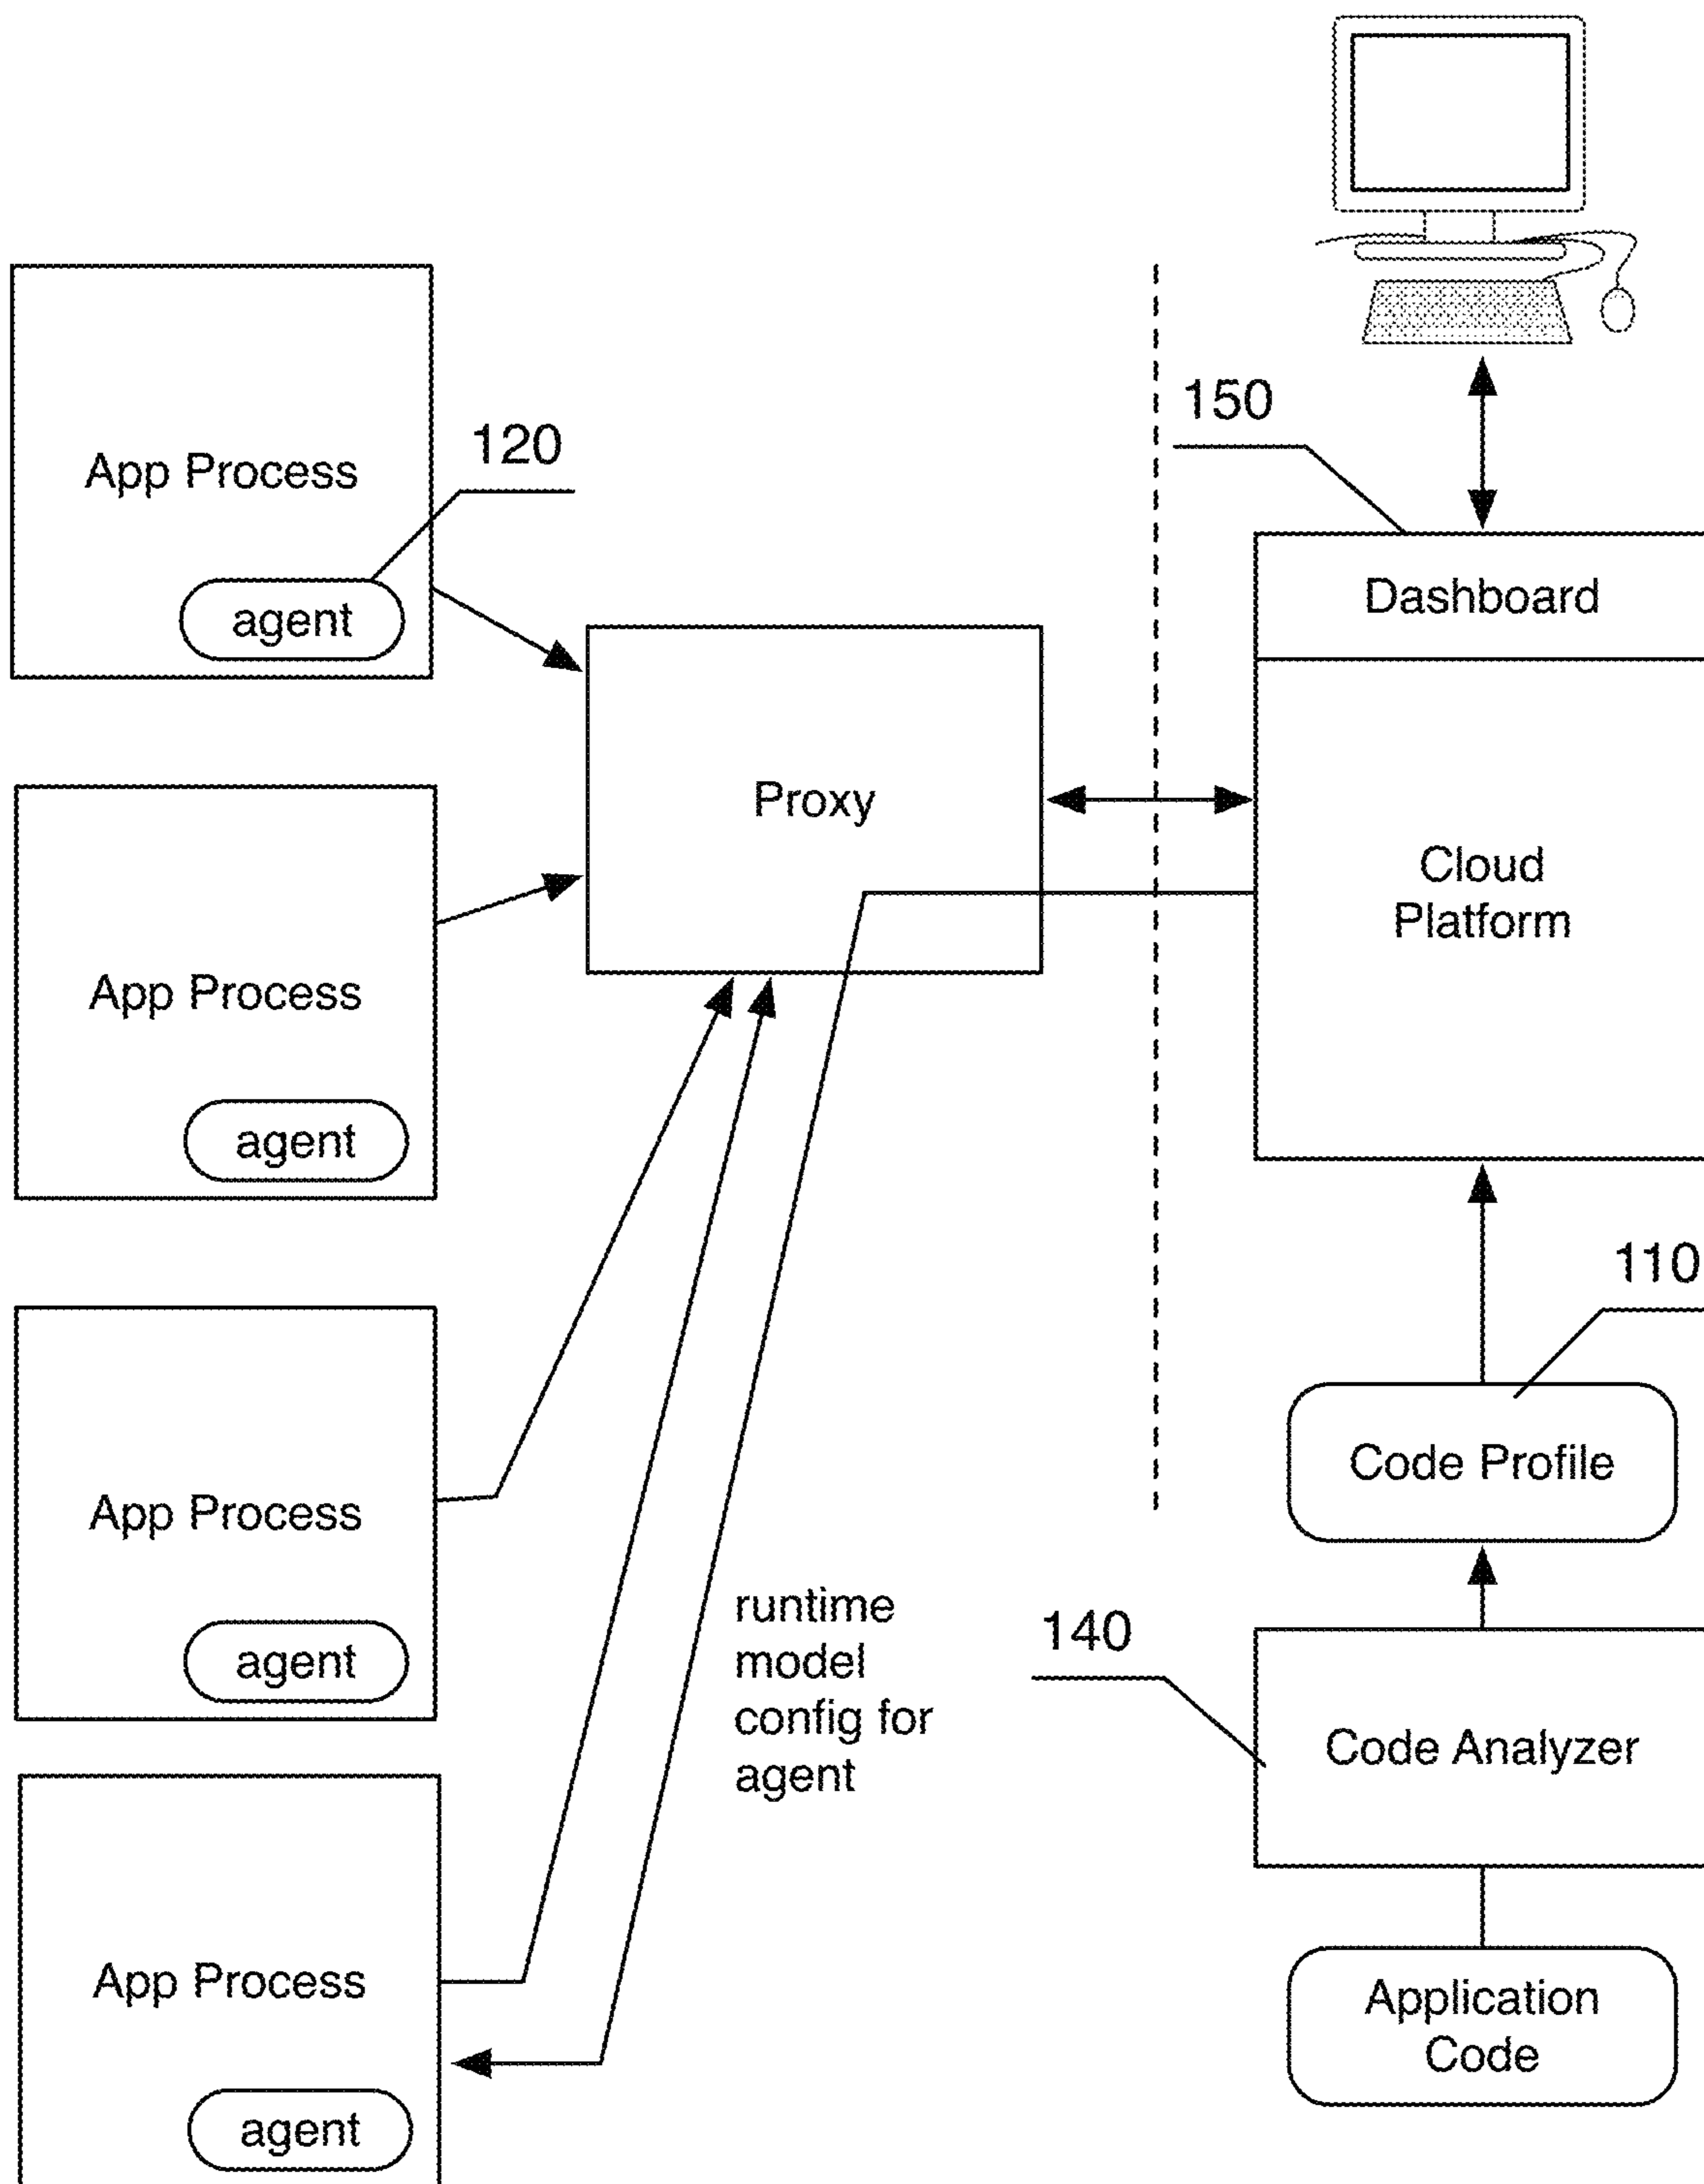 150
120
App Process
Dashboard
agent
Proxy
Cloud
Platform
App Process
agent
110
Code Profile
App Process
runtime
model
config for
agent
140
agent
Code Analyzer
App Process
Application
Code
agent